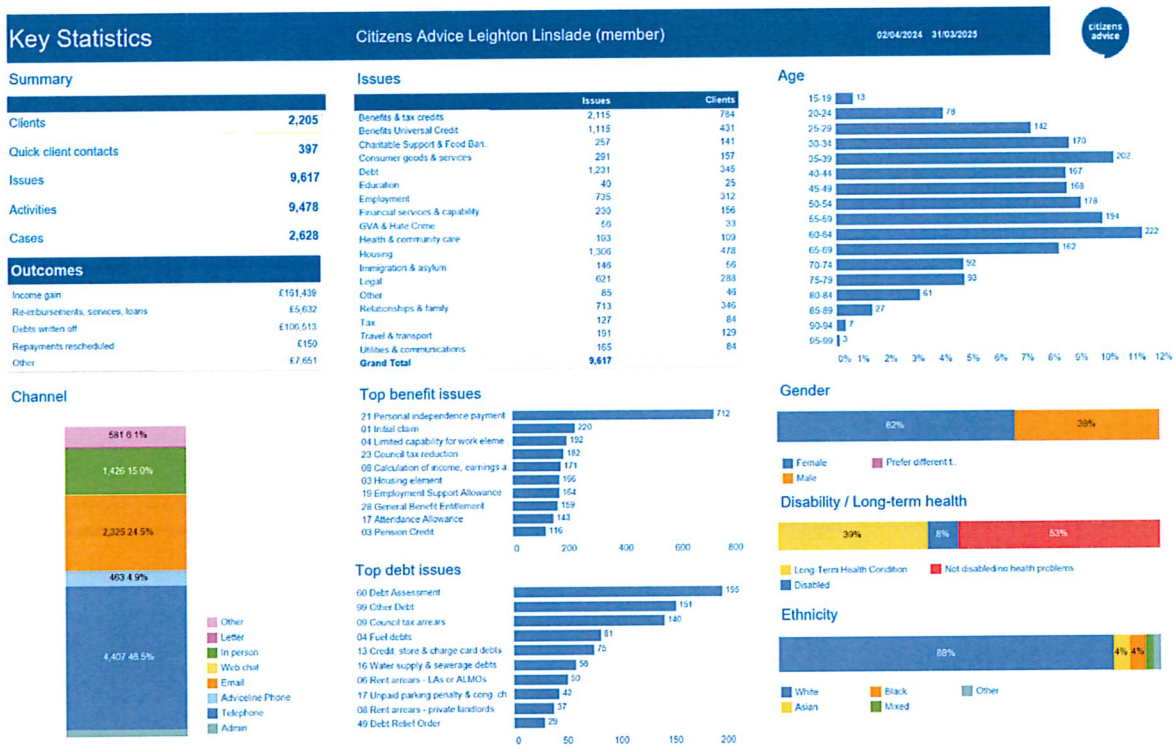 Key Statistics
Citizens Advice Leighton Linslade (member)
02/04/2024 31/03/2025
citizens
advice
Summary
Clients 2,205
Quick client contacts 397
Issues 9,617
Activities 9,478
Cases 2,628
Outcomes
Income gain £161,439
Re-imbursements, services, loans £5,632
Debts written off £106,513
Repayments rescheduled £150
Other £7,651
Channel
581 6.1%
1,426 15.0%
2,325 24.5%
463 4.9%
4,407 46.5%
Other
Letter
In person
Web chat
Email
Adviceline Phone
Telephone
Admin
Issues
Issues Clients
Benefits & tax credits 2,115 784
Benefits Universal Credit 1,115 431
Charitable Support & Food Ban.. 257 141
Consumer goods & services 291 157
Debt 1,231 345
Education 40 25
Employment 735 312
Financial services & capability 230 156
GVA & Hate Crime 56 33
Health & community care 193 109
Housing 1,306 478
Immigration & asylum 146 66
Legal 621 288
Other 85 46
Relationships & family 713 346
Tax 127 84
Travel & transport 191 129
Utilities & communications 165 84
Grand Total 9,617
Top benefit issues
21 Personal independence payment 712
01 Initial claim 220
04 Limited capability for work eleme.. 192
23 Council tax reduction 182
08 Calculation of income, earnings a.. 171
03 Housing element 166
19 Employment Support Allowance 164
28 General Benefit Entitlement 159
17 Attendance Allowance 143
03 Pension Credit 116
0 200 400 600 800
Top debt issues
60 Debt Assessment 195
99 Other Debt 151
09 Council tax arrears 140
04 Fuel debts 81
13 Credit, store & charge card debts 75
16 Water supply & sewerage debts 58
06 Rent arrears - LAs or ALMOs 50
17 Unpaid parking penalty & cong. ch.. 42
08 Rent arrears - private landlords 37
49 Debt Relief Order 29
0 50 100 150 200
Age
15-19 13
20-24 78
25-29 142
30-34 170
35-39 202
40-44 167
45-49 168
50-54 178
55-59 194
60-64 222
65-69 162
70-74 92
75-79 93
80-84 61
85-89 27
90-94 7
95-99 3
0% 1% 2% 3% 4% 5% 6% 7% 8% 9% 10% 11% 12%
Gender
62% 38%
Female
Prefer different t..
Male
Disability / Long-term health
39% 8% 53%
Long-Term Health Condition
Not disabled/no health problems
Disabled
Ethnicity
88% 4% 4%
White
Black
Other
Asian
Mixed